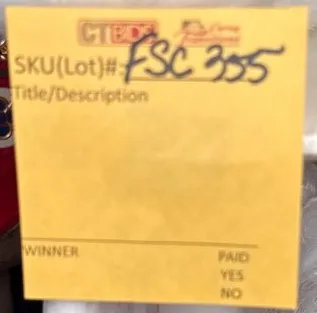 CTBIDS
SKU(Lot)#: FSC 355
Title/Description
WINNER PAID
YES
NO